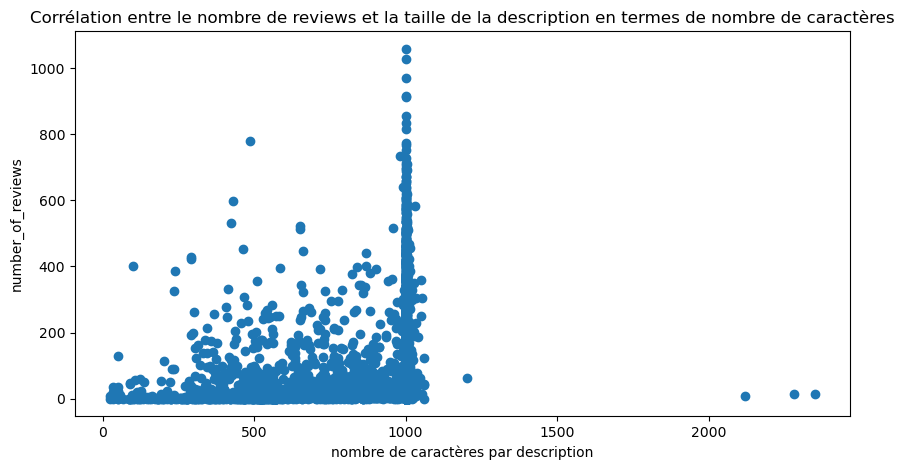 Corrélation entre le nombre de reviews et la taille de la description en termes de nombre de caractères
number_of_reviews
1000
800
600
400
200
0
0 500 1000 1500 2000
nombre de caractères par description